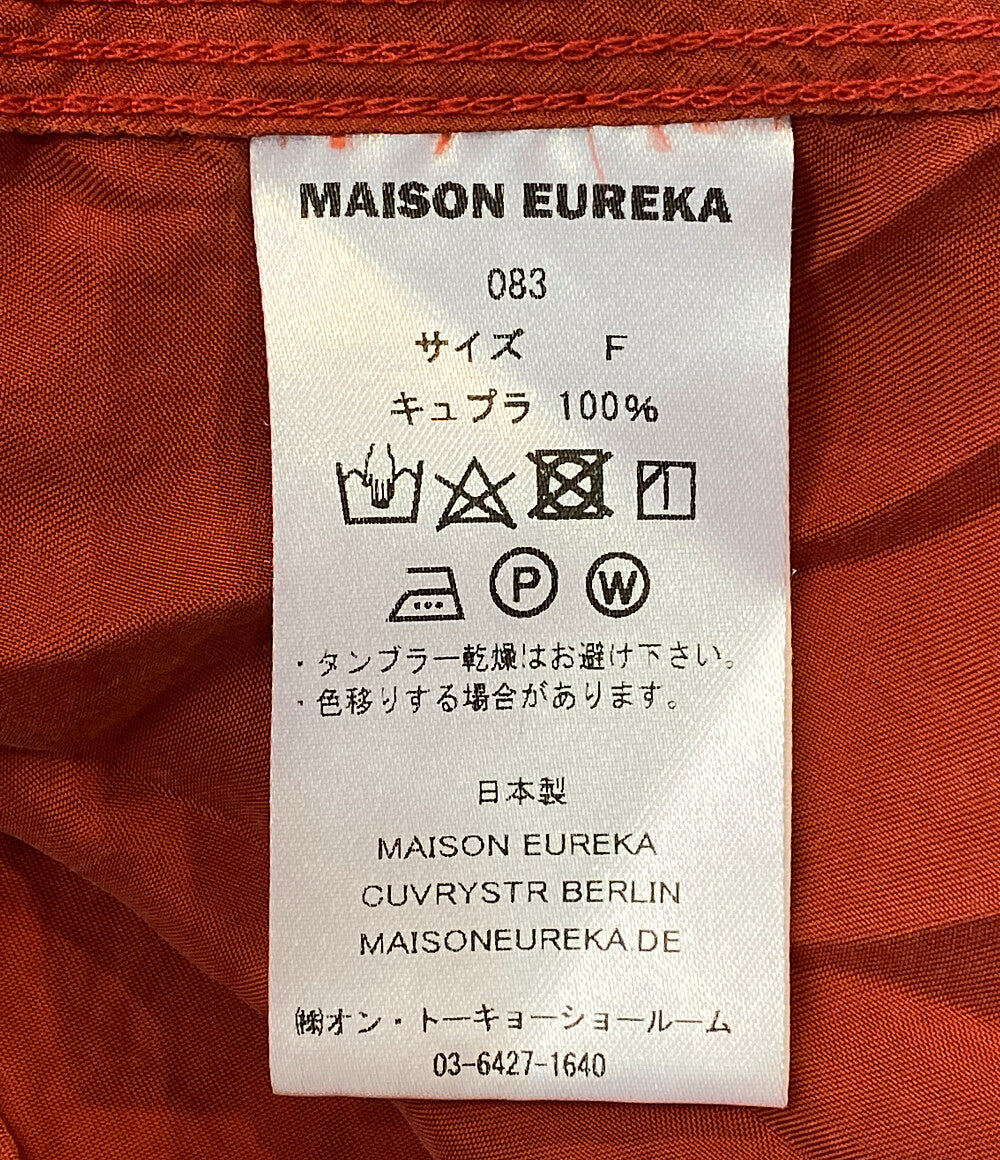 MAISON EUREKA
083
サイズ F
キュプラ 100%
P W
・タンブラー乾燥はお避け下さい。
・色移りする場合があります。
日本製
MAISON EUREKA
CUVRYSTR BERLIN
MAISONEUREKA.DE
㈱オン・トーキョーショールーム
03-6427-1640